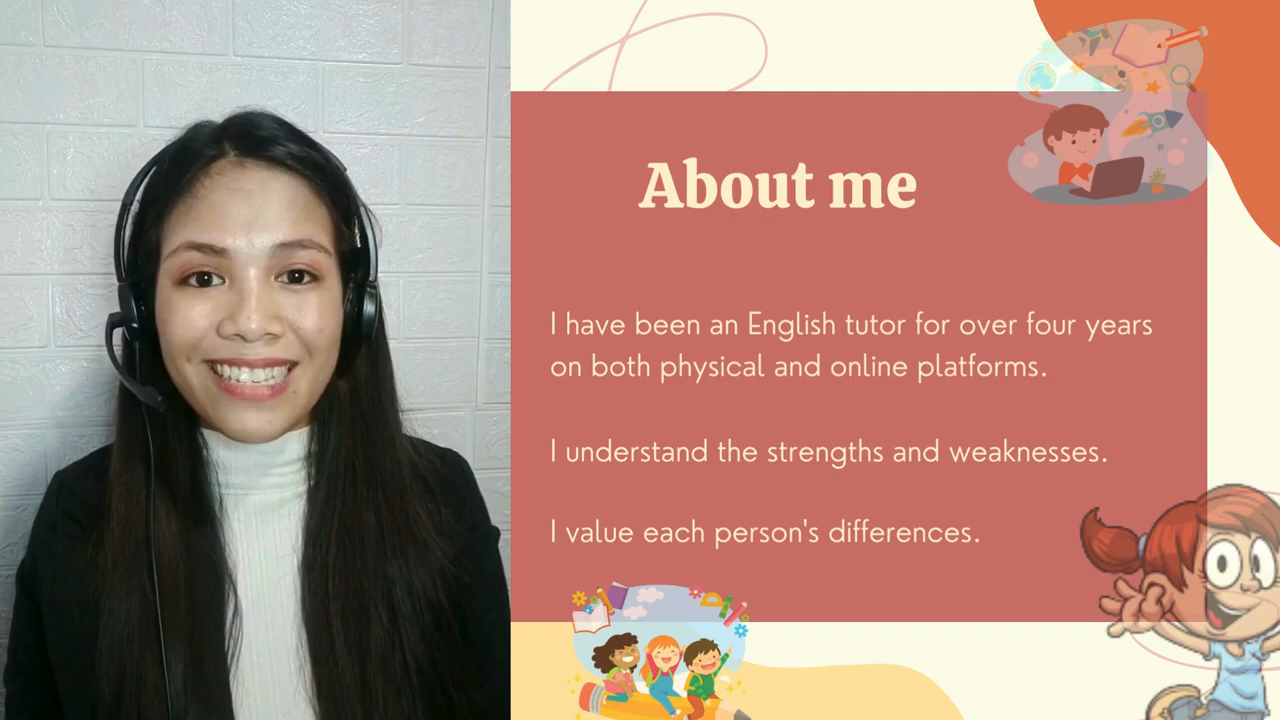 About me
I have been an English tutor for over four years
on both physical and online platforms.
I understand the strengths and weaknesses.
I value each person's differences.